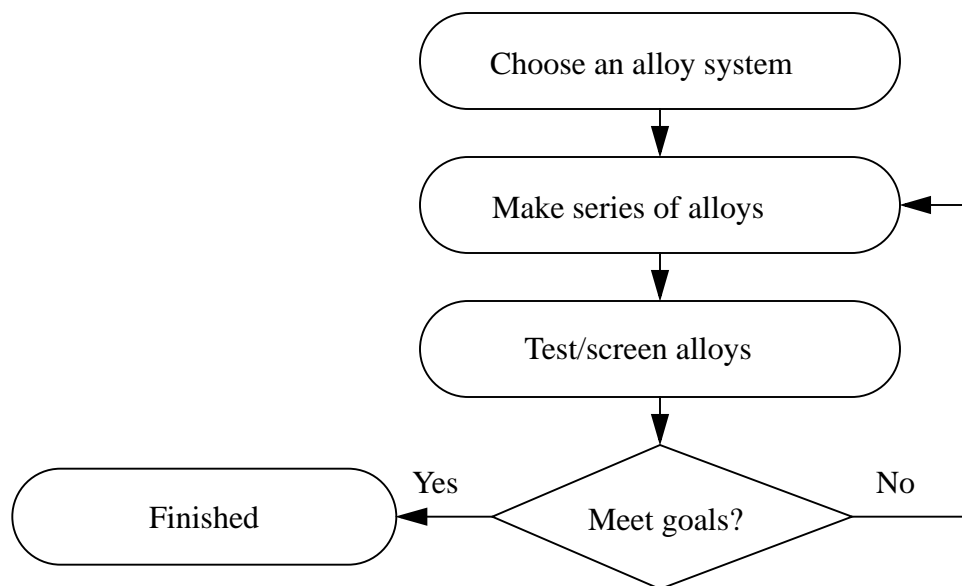 Choose an alloy system
Make series of alloys
Test/screen alloys
Yes
No
Finished
Meet goals?